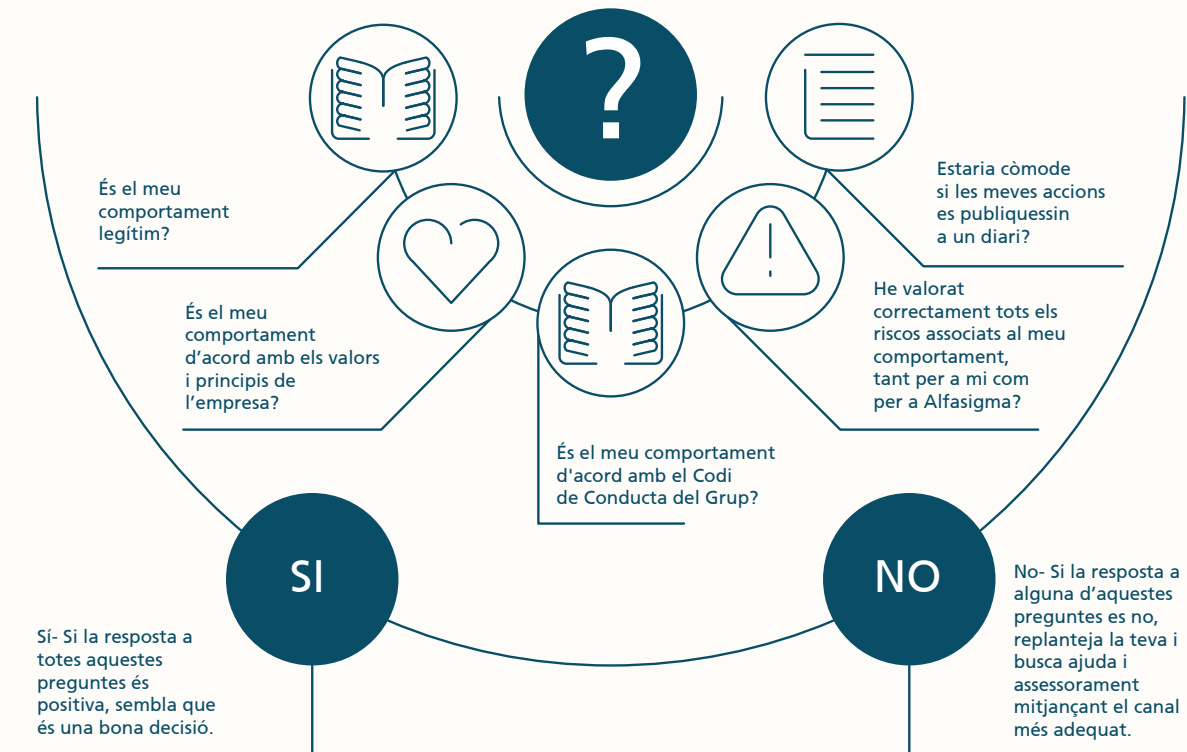 ?
És el meu
comportament
legítim?
És el meu
comportament
d’acord amb els valors
i principis de
l’empresa?
És el meu comportament
d'acord amb el Codi
de Conducta del Grup?
He valorat
correctament tots els
riscos associats al meu
comportament,
tant per a mi com
per a Alfasigma?
Estaria còmode
si les meves accions
es publiquessin
a un diari?
SI
Sí- Si la resposta a
totes aquestes
preguntes és
positiva, sembla que
és una bona decisió.
NO
No- Si la resposta a
alguna d’aquestes
preguntes es no,
replanteja la teva i
busca ajuda i
assessorament
mitjançant el canal
més adequat.